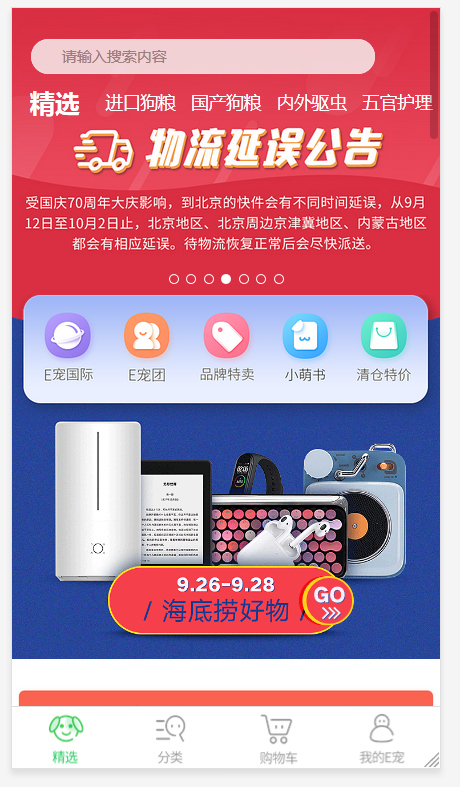 请输入搜索内容
精选 进口狗粮 国产狗粮 内外驱虫 五官护理
物流延误公告
受国庆70周年大庆影响，到北京的快件会有不同时间延误，从9月
12日至10月2日止，北京地区、北京周边京津冀地区、内蒙古地区
都会有相应延误。待物流恢复正常后会尽快派送。
E宠国际 E宠团 品牌特卖 小萌书 清仓特价
9.26-9.28
/ 海底捞好物 /
GO
精选 分类 购物车 我的E宠